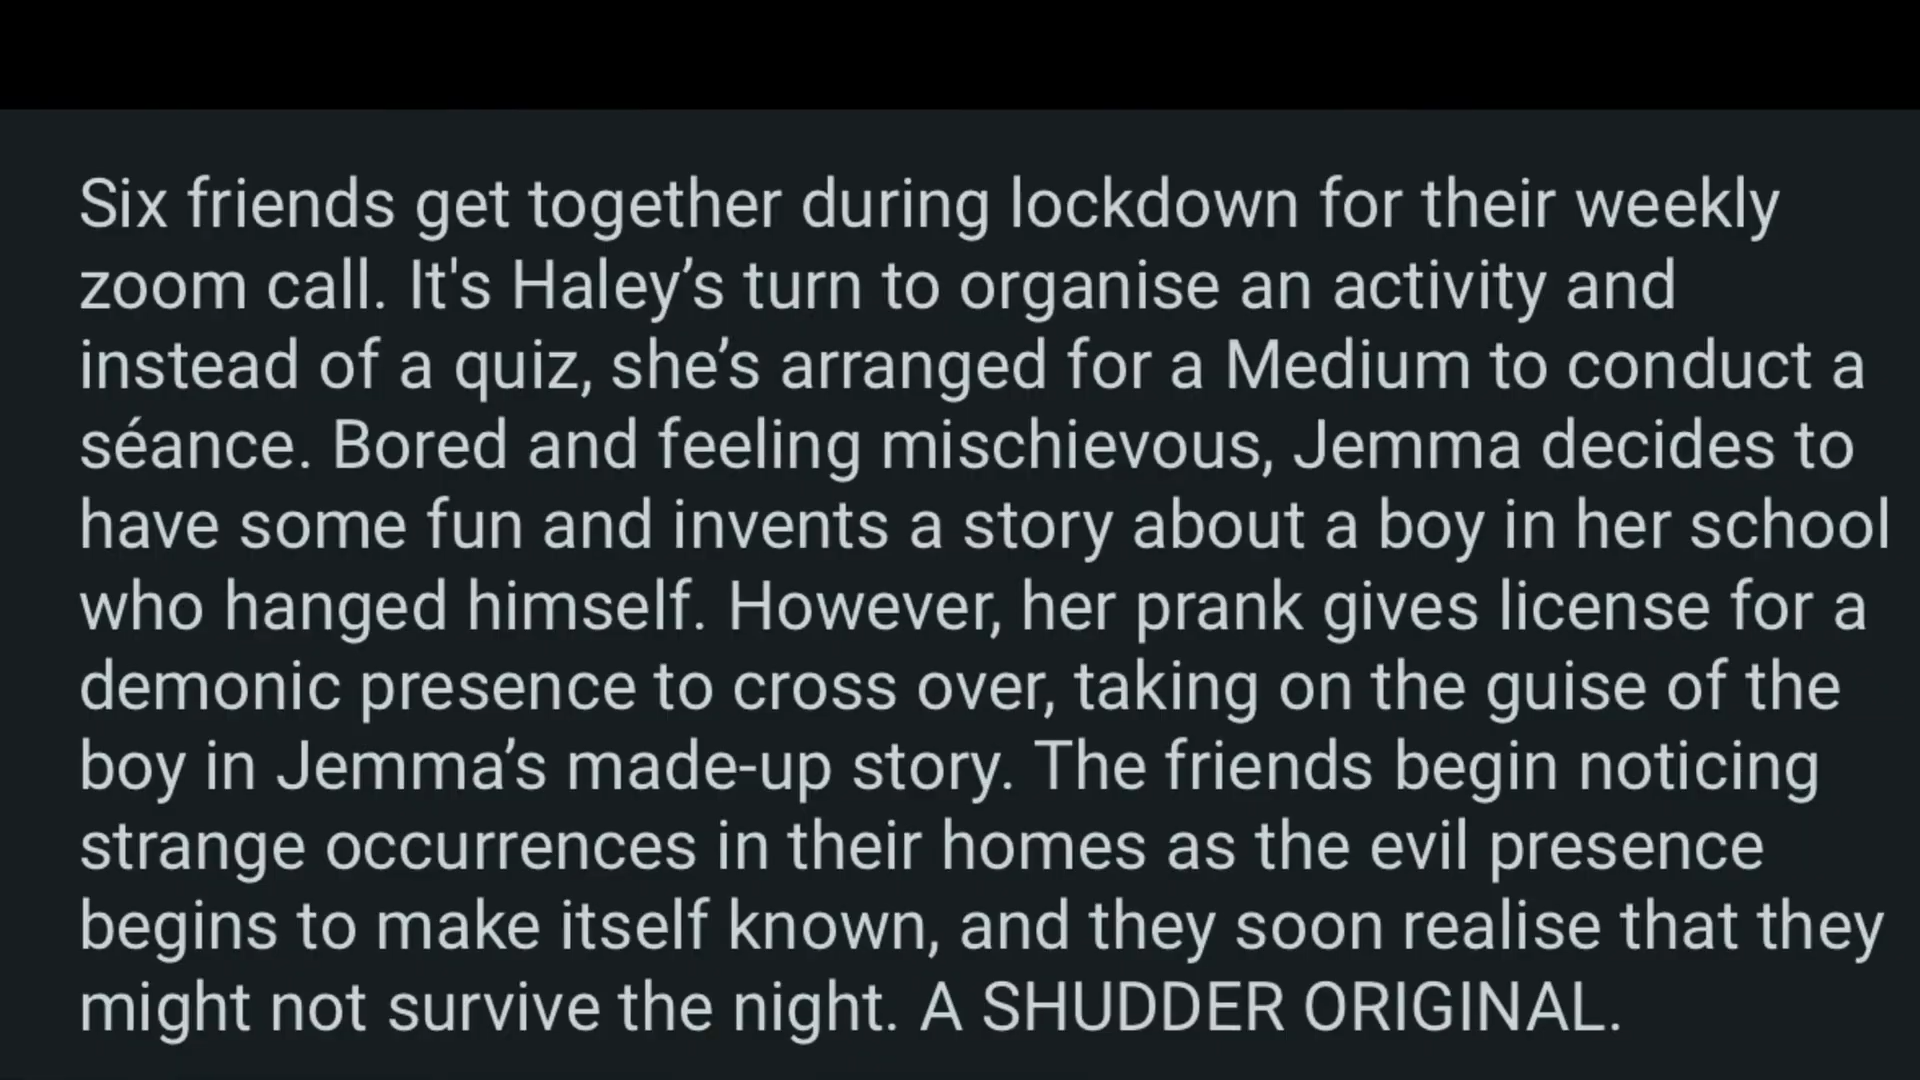 Six friends get together during lockdown for their weekly
zoom call. It's Haley’s turn to organise an activity and
instead of a quiz, she’s arranged for a Medium to conduct a
séance. Bored and feeling mischievous, Jemma decides to
have some fun and invents a story about a boy in her school
who hanged himself. However, her prank gives license for a
demonic presence to cross over, taking on the guise of the
boy in Jemma’s made-up story. The friends begin noticing
strange occurrences in their homes as the evil presence
begins to make itself known, and they soon realise that they
might not survive the night. A SHUDDER ORIGINAL.